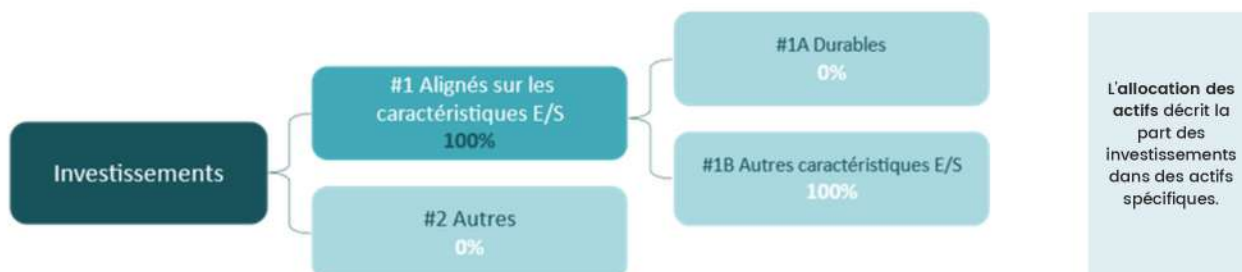 Investissements
#1 Alignés sur les
caractéristiques E/S
100%
#2 Autres
0%
#1A Durables
0%
#1B Autres caractéristiques E/S
100%
L'allocation des
actifs décrit la
part des
investissements
dans des actifs
spécifiques.